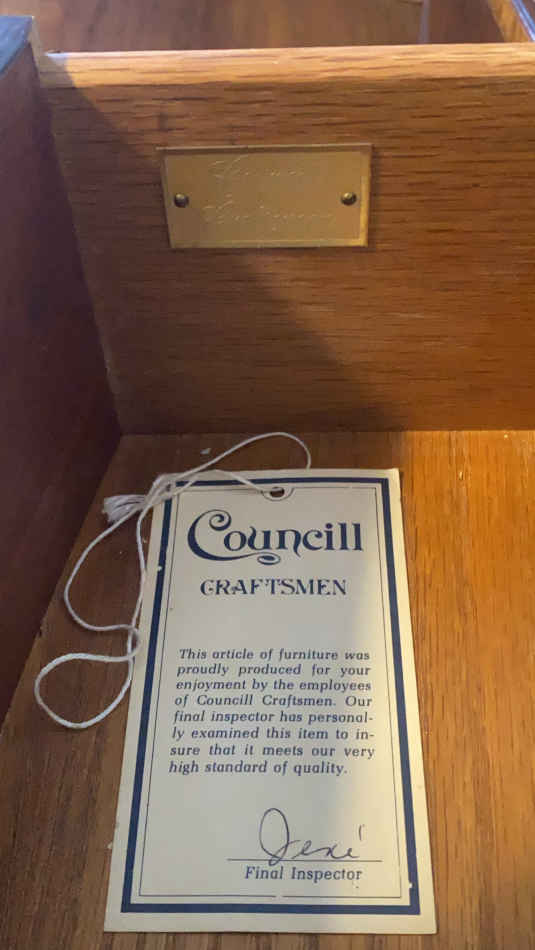 Councill
CRAFTSMEN
This article of furniture was
proudly produced for your
enjoyment by the employees
of Councill Craftsmen. Our
final inspector has personal-
ly examined this item to in-
sure that it meets our very
high standard of quality.
Final Inspector